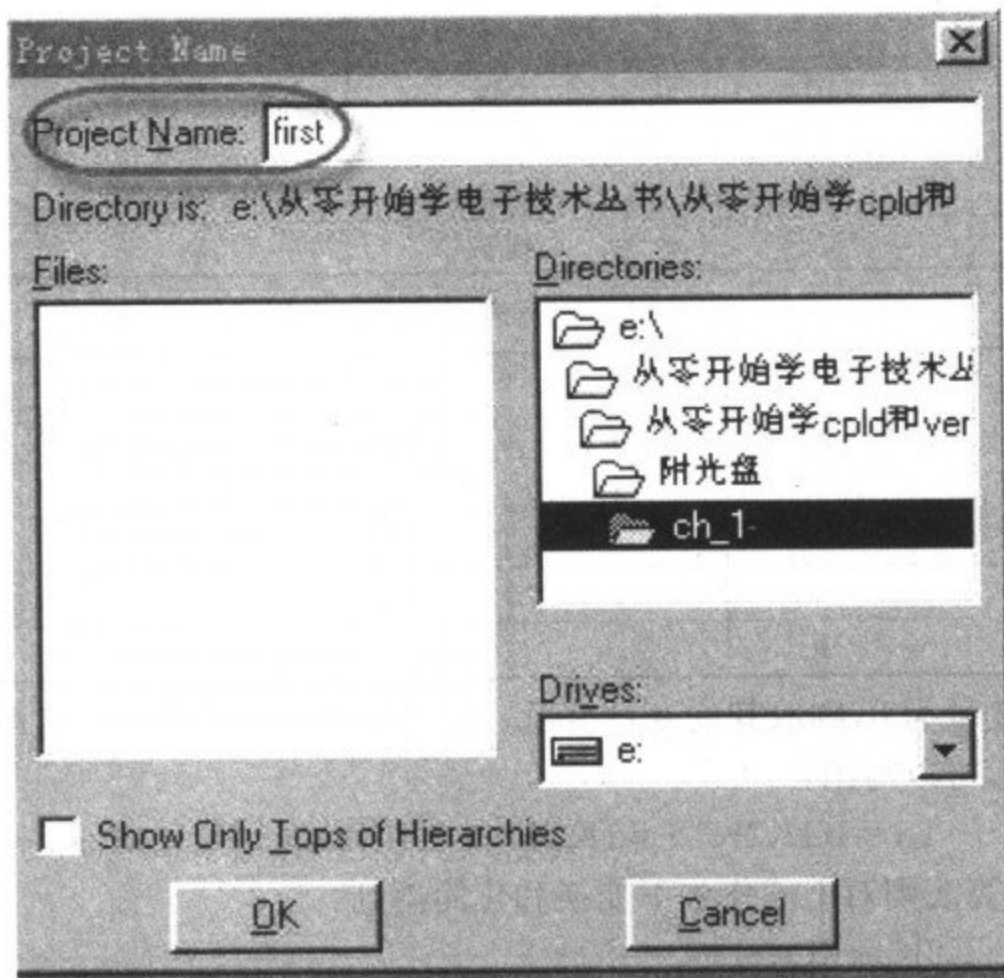 Project Name
Project Name: first
Directory is: e:\从零开始学电子技术丛书\从零开始学cpld和
Files:
Directories:
e:\
从零开始学电子技术丛
从零开始学cpld和ver
附光盘
ch_1
Drives:
e:
Show Only Tops of Hierarchies
OK
Cancel